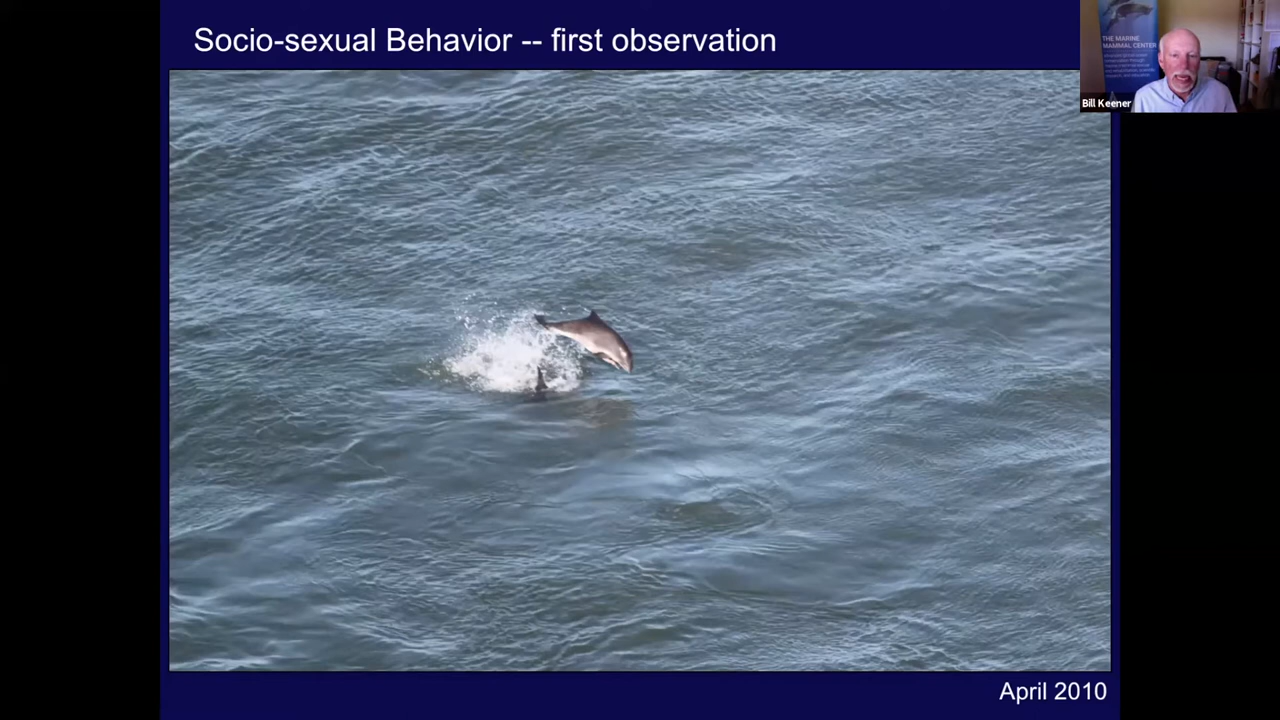 Socio-sexual Behavior -- first observation
THE MARINE
MAMMAL CENTER
Bill Keener
April 2010